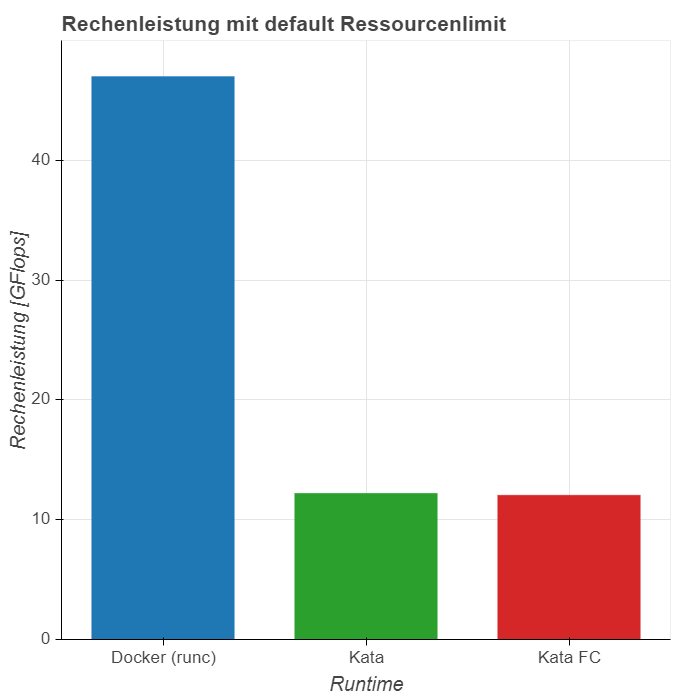 Rechenleistung mit default Ressourcenlimit
Rechenleistung [GFlops]
40
30
20
10
0
Docker (runc)
Kata
Kata FC
Runtime